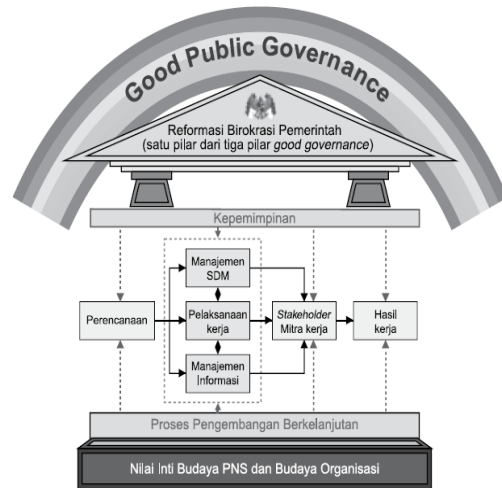 Good Public Governance
Reformasi Birokrasi Pemerintah
(satu pilar dari tiga pilar good governance)
Kepemimpinan
Manajemen
SDM
Perencanaan
Pelaksanaan
kerja
Stakeholder
Mitra kerja
Hasil
kerja
Manajemen
Informasi
Proses Pengembangan Berkelanjutan
Nilai Inti Budaya PNS dan Budaya Organisasi